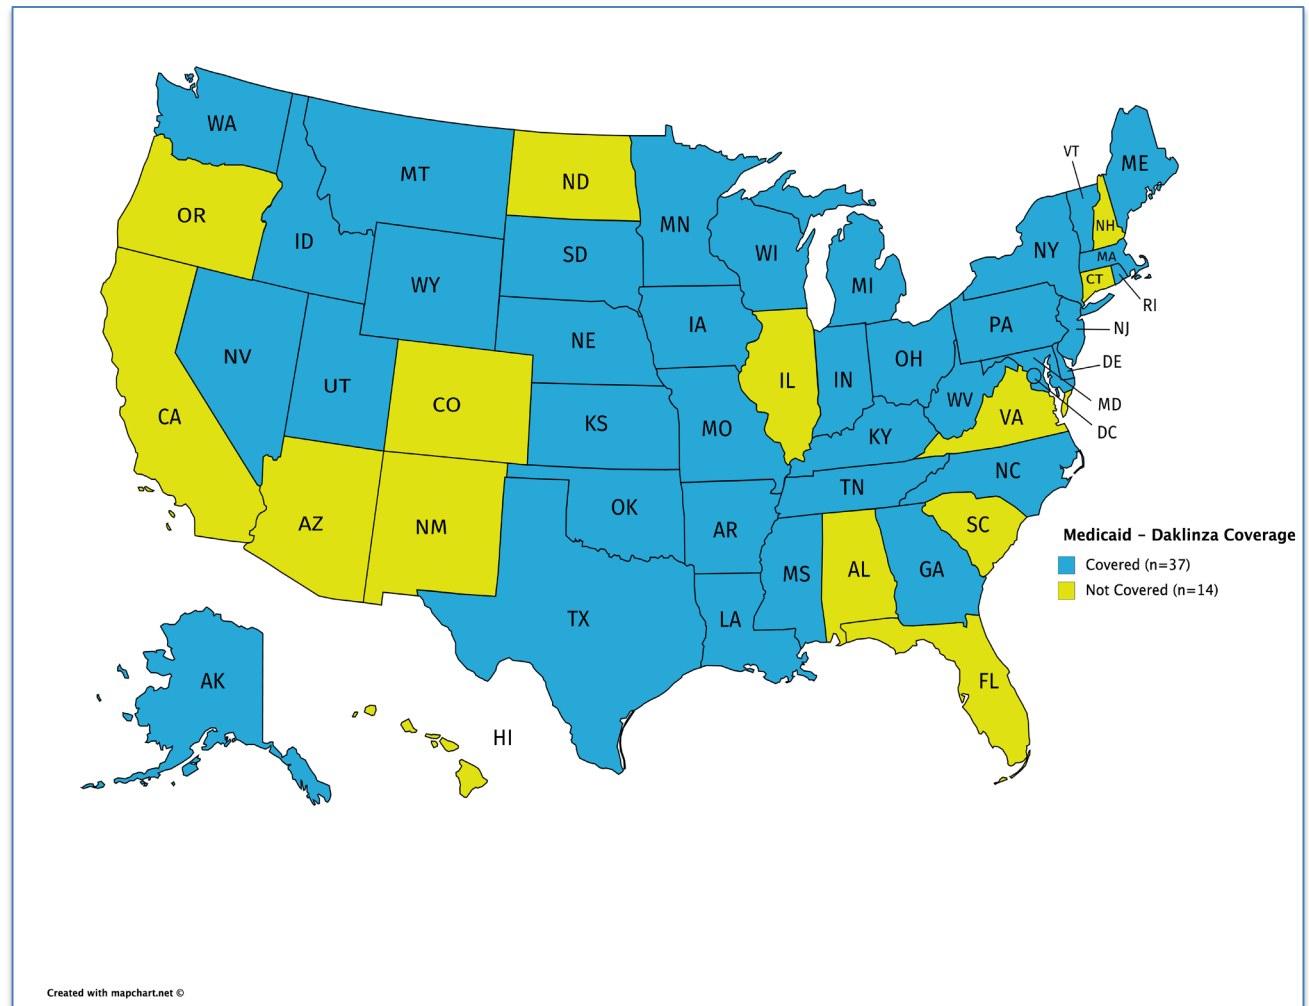 WA
MT
ND
MN
OR
ID
SD
WI
MI
VT
ME
NH
NY
MA
CT
RI
WY
IA
PA
NJ
NE
NV
UT
IL
IN
OH
DE
CO
KS
MO
WV
MD
CA
KY
VA
DC
NC
TN
AZ
NM
OK
AR
SC
MS
AL
GA
TX
LA
Medicaid – Daklinza Coverage
Covered (n=37)
Not Covered (n=14)
AK
HI
FL
Created with mapchart.net ©